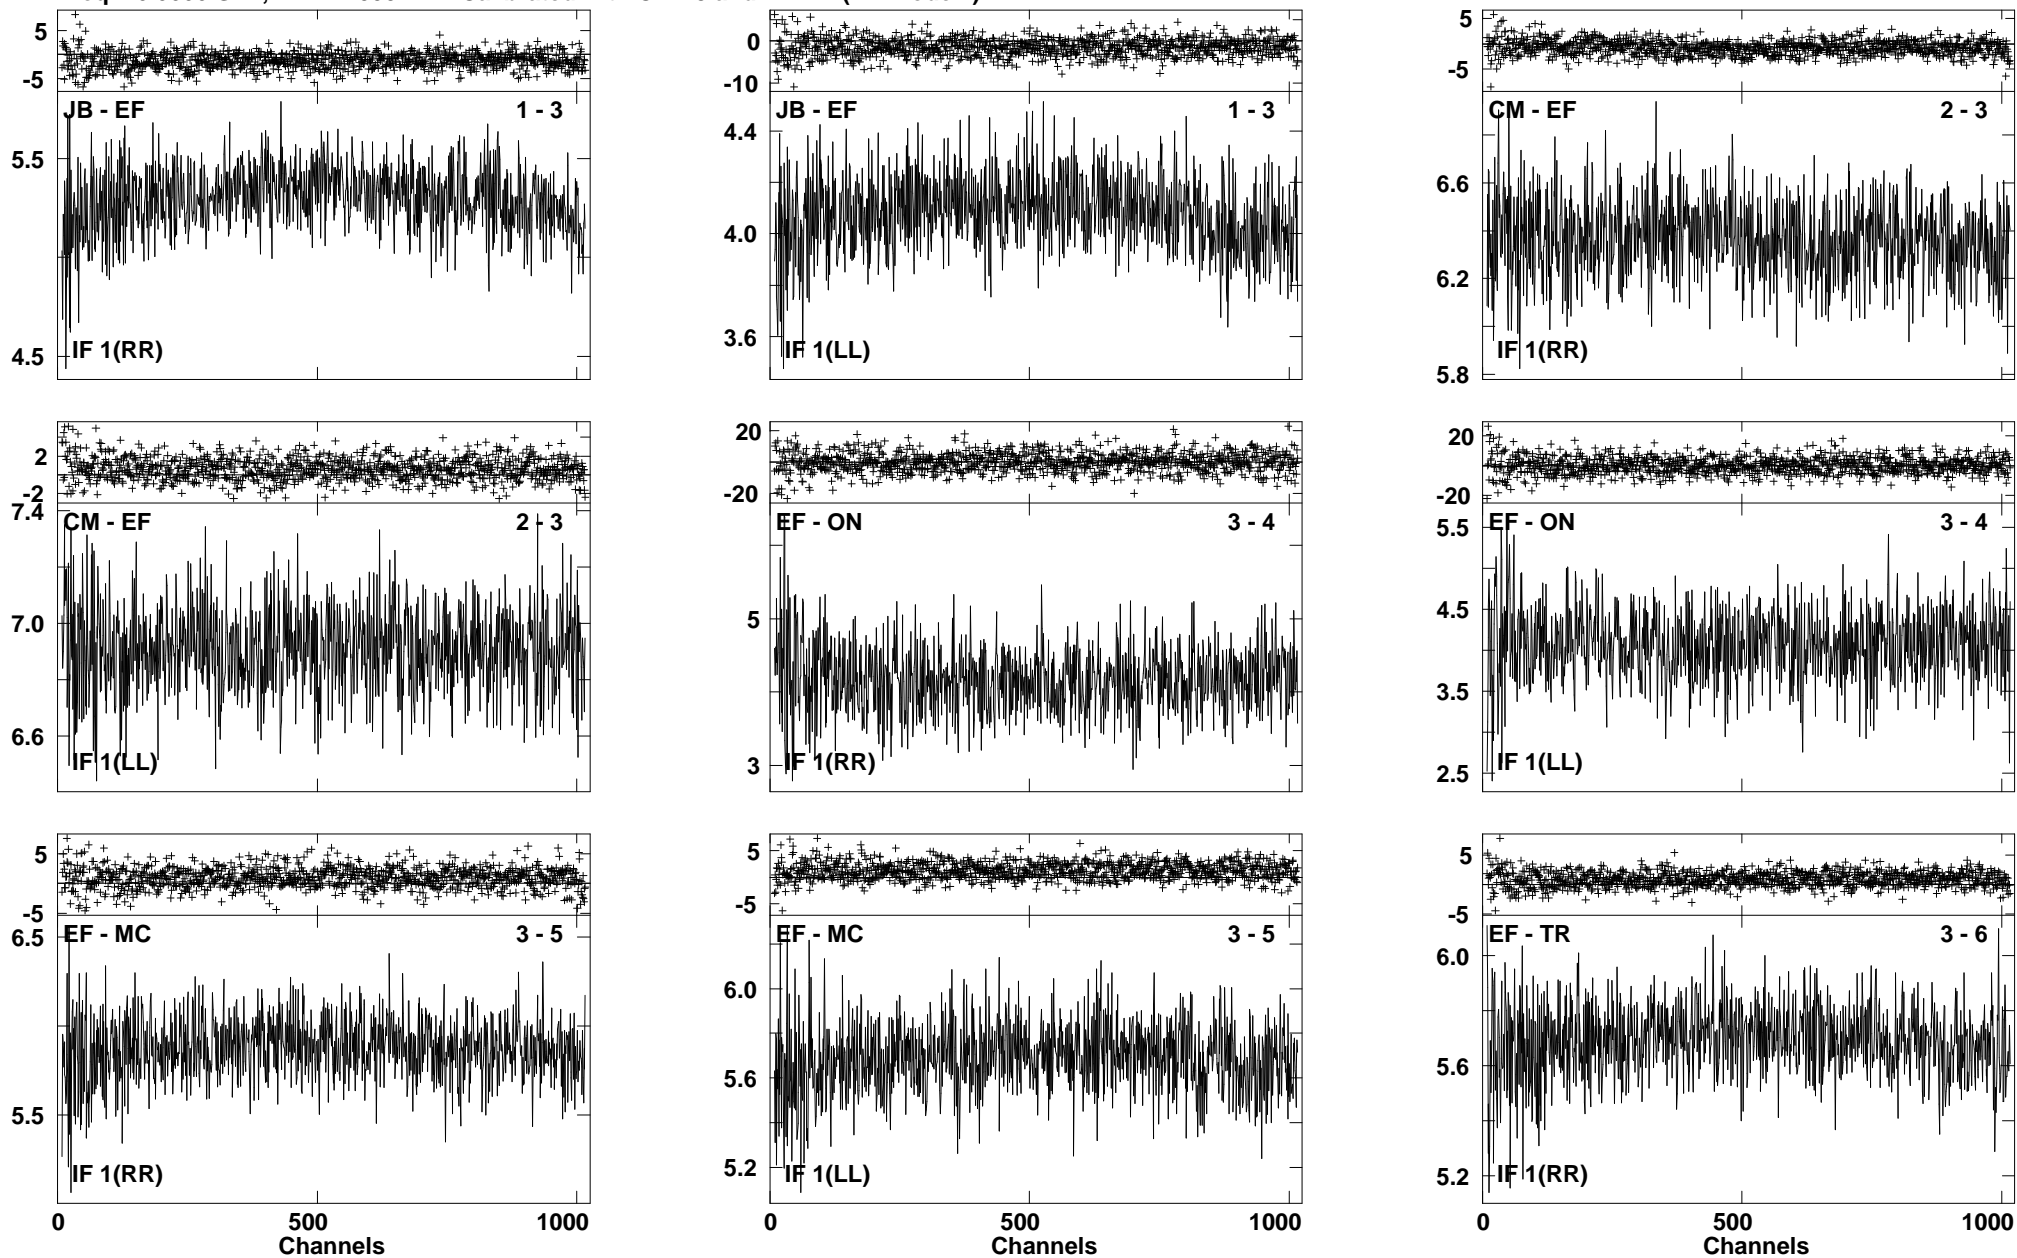 5
-5
JB - EF 1 - 3
5.5
4.5
IF 1(RR)
0
-10
JB - EF 1 - 3
4.4
4.0
3.6
IF 1(LL)
5
-5
CM - EF 2 - 3
6.6
6.2
5.8
IF 1(RR)
2
-2
7.4
CM - EF 2 - 3
7.0
6.6
IF 1(LL)
20
-20
EF - ON 3 - 4
5
3
IF 1(RR)
20
-20
5.5
EF - ON 3 - 4
4.5
3.5
2.5
IF 1(LL)
5
-5
6.5
EF - MC 3 - 5
5.5
IF 1(RR)
0 500 1000
Channels
5
-5
EF - MC 3 - 5
6.0
5.6
5.2
IF 1(LL)
0 500 1000
Channels
5
-5
EF - TR 3 - 6
6.0
5.6
5.2
IF 1(RR)
0 500 1000
Channels